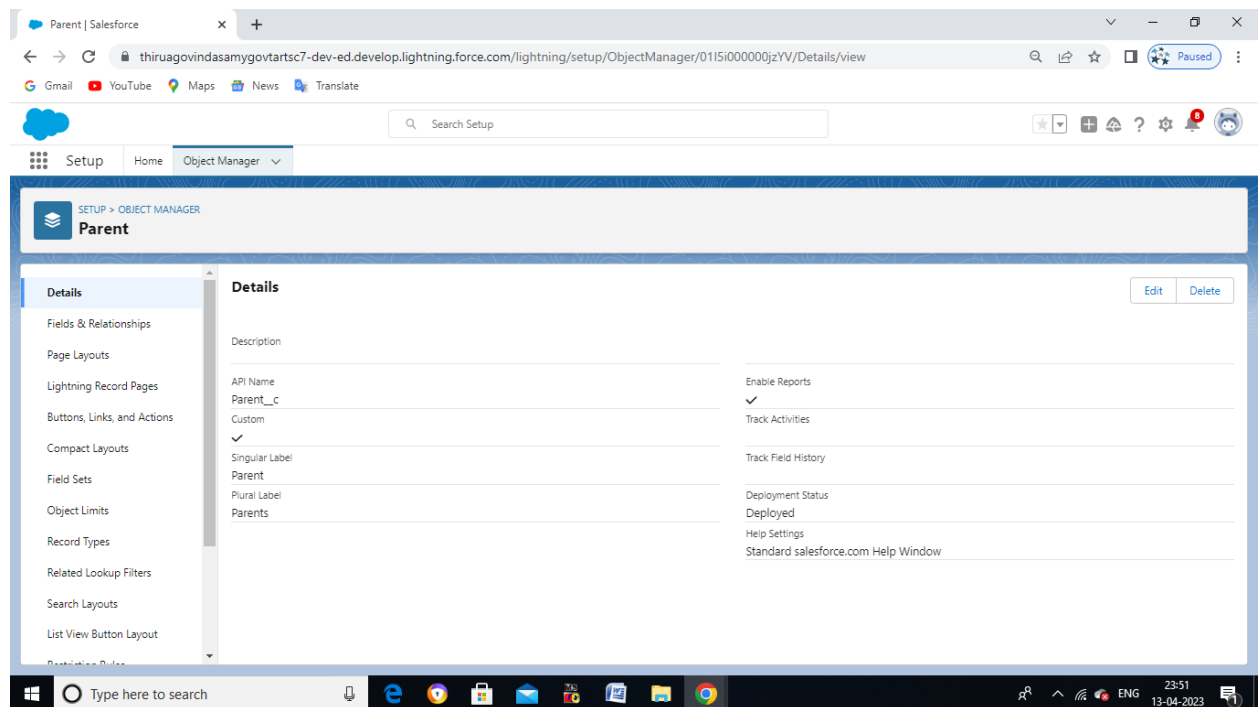 Parent | Salesforce
thiruagovindasamygovtartsc7-dev-ed.develop.lightning.force.com/lightning/setup/ObjectManager/01I5i000000jzYV/Details/view
Paused
Gmail YouTube Maps News Translate
Search Setup
8
Setup Home Object Manager
SETUP > OBJECT MANAGER
Parent
Details
Fields & Relationships
Page Layouts
Lightning Record Pages
Buttons, Links, and Actions
Compact Layouts
Field Sets
Object Limits
Record Types
Related Lookup Filters
Search Layouts
List View Button Layout
Restriction Rules
Details
Edit Delete
Description
API Name
Parent__c
Custom
Singular Label
Parent
Plural Label
Parents
Enable Reports
Track Activities
Track Field History
Deployment Status
Deployed
Help Settings
Standard salesforce.com Help Window
Type here to search
ENG
23:51
13-04-2023
1